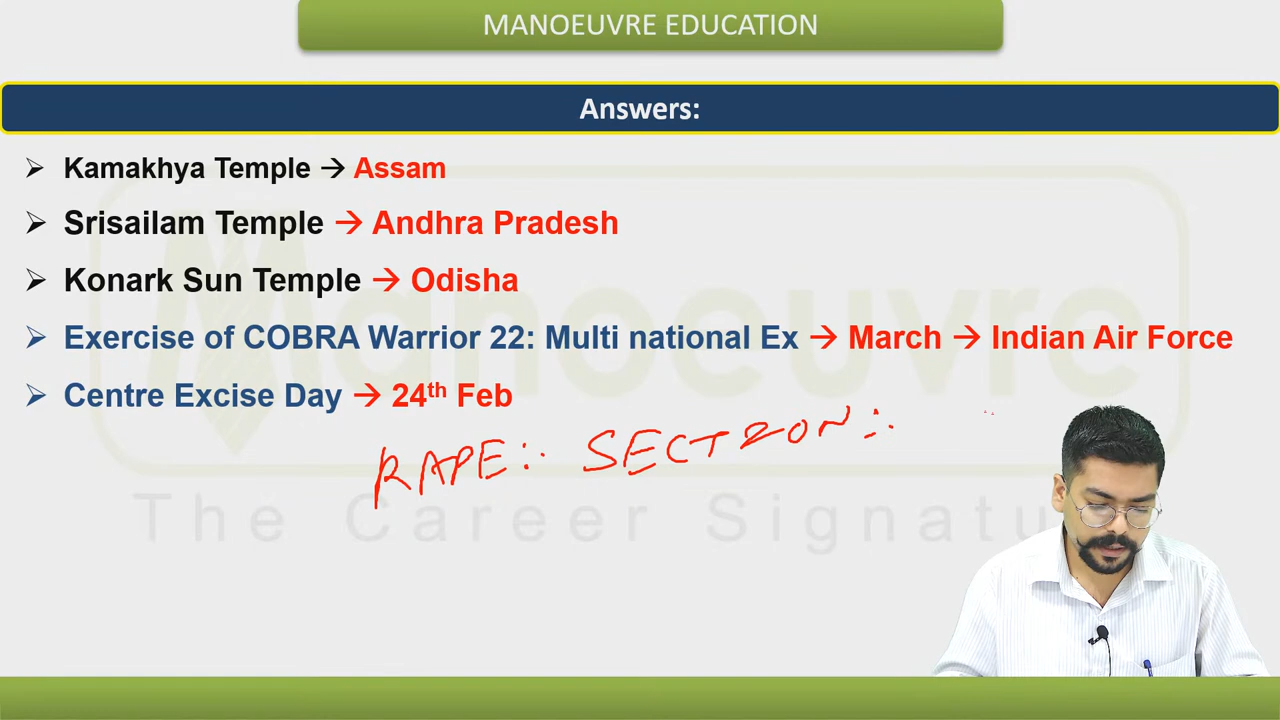 MANOEUVRE EDUCATION
Answers:
➢ Kamakhya Temple → Assam
➢ Srisailam Temple → Andhra Pradesh
➢ Konark Sun Temple → Odisha
➢ Exercise of COBRA Warrior 22: Multi national Ex → March → Indian Air Force
➢ Centre Excise Day → 24th Feb
RAPE:- SECTION:-
Manoeuvre
The Career Signatu